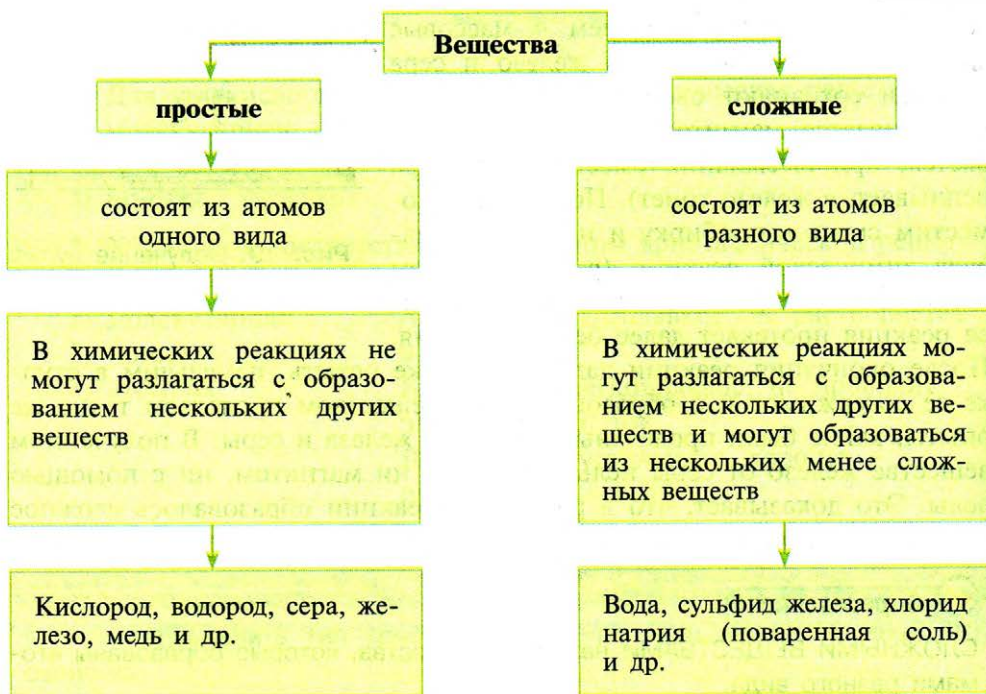 Вещества
простые
состоят из атомов
одного вида
В химических реакциях не
могут разлагаться с образо-
ванием нескольких других
веществ
Кислород, водород, сера, же-
лезо, медь и др.
сложные
состоят из атомов
разного вида
В химических реакциях мо-
гут разлагаться с образова-
нием нескольких других ве-
ществ и могут образоваться
из нескольких менее слож-
ных веществ
Вода, сульфид железа, хлорид
натрия (поваренная соль)
и др.